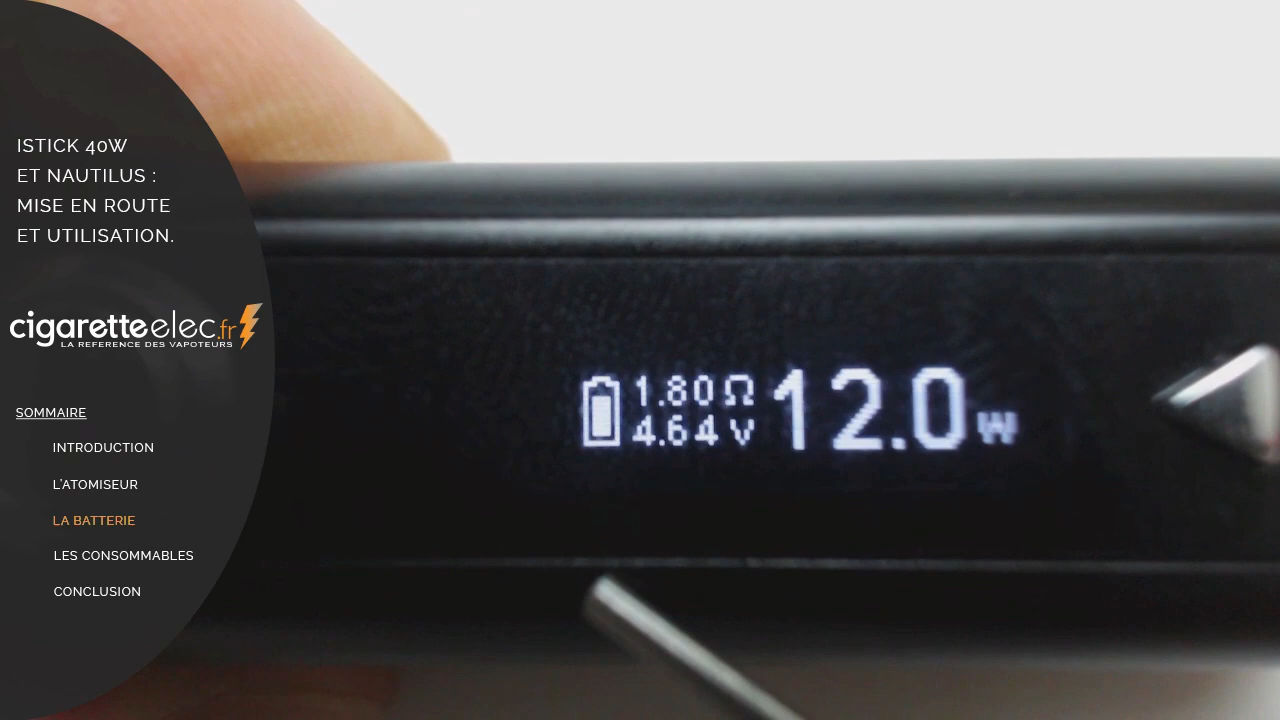 ISTICK 40W
ET NAUTILUS :
MISE EN ROUTE
ET UTILISATION.
cigaretteelec.fr
LA REFERENCE DES VAPOTEURS
SOMMAIRE
INTRODUCTION
L'ATOMISEUR
LA BATTERIE
LES CONSOMMABLES
CONCLUSION
1.80Ω
4.64 V
12.0W